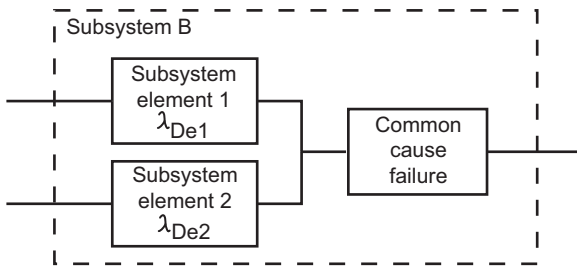 Subsystem B
Subsystem
element 1
λDe1
Subsystem
element 2
λDe2
Common
cause
failure